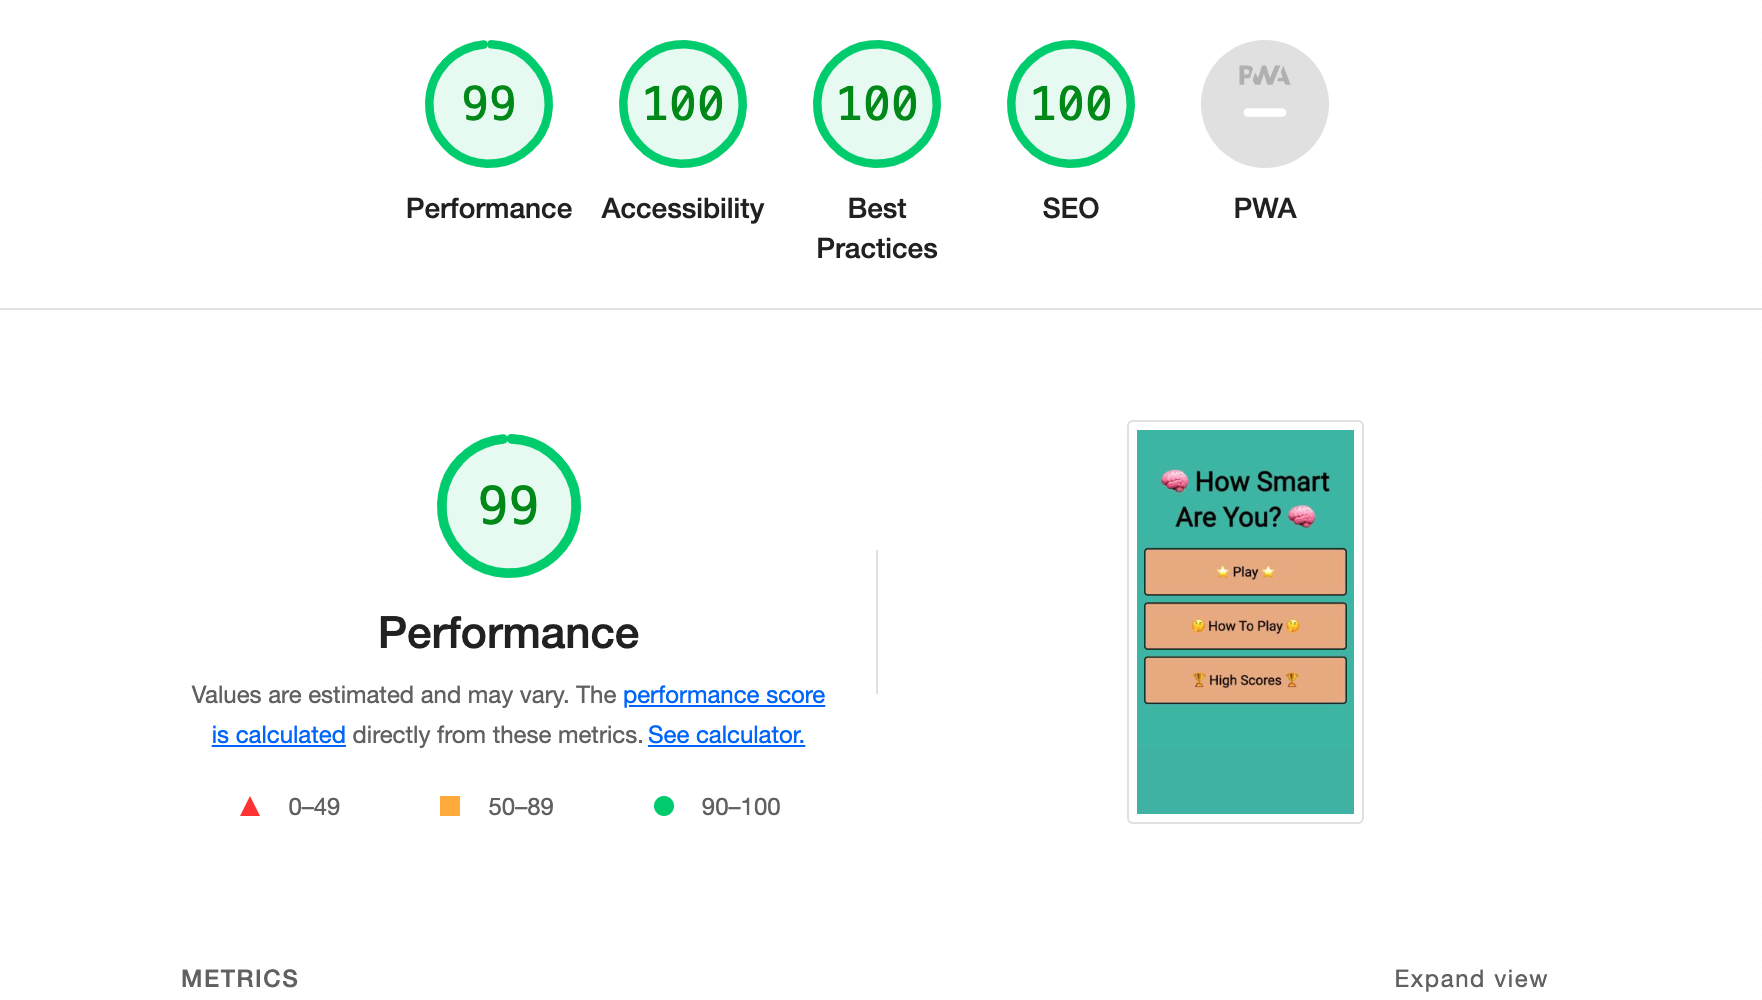 99
100
100
100
PWA
Performance
Accessibility
Best
Practices
SEO
PWA
99
Performance
Values are estimated and may vary. The performance score
is calculated directly from these metrics. See calculator.
0–49
50–89
90–100
🧠 How Smart
Are You? 🧠
⭐ Play ⭐
🤔 How To Play 🤔
🏆 High Scores 🏆
METRICS
Expand view